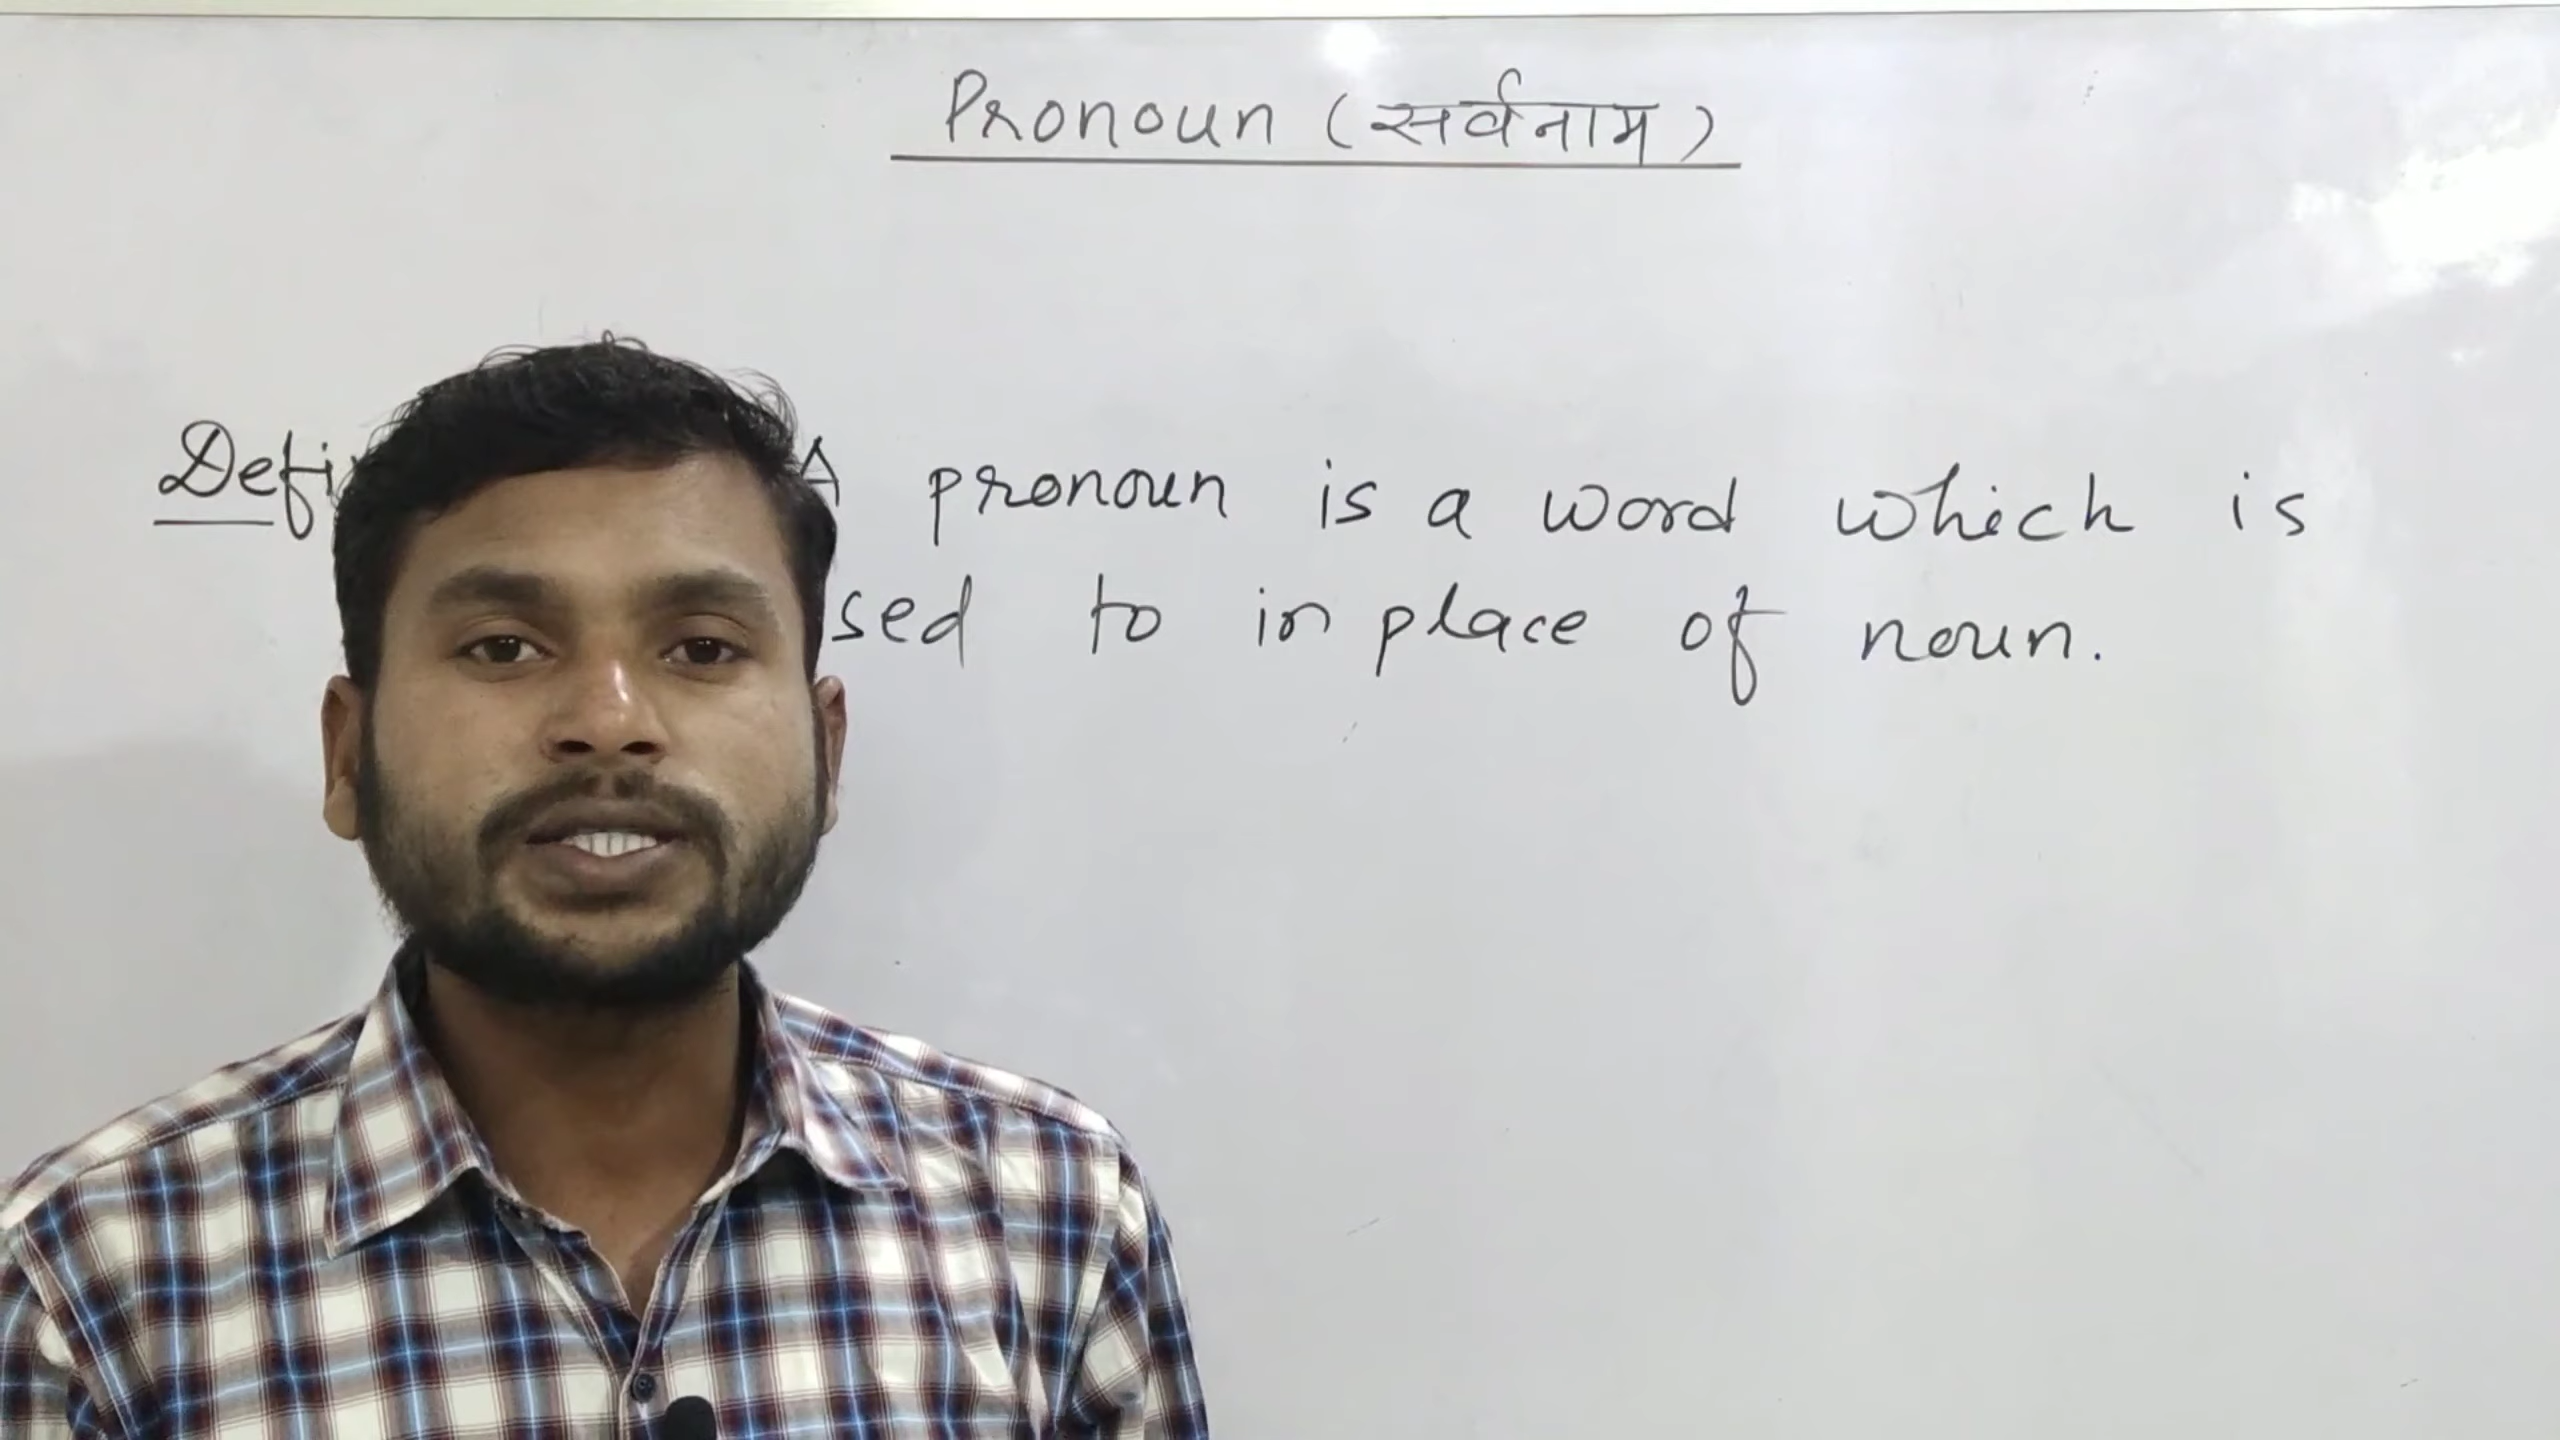 Pronoun (सर्वनाम)
A pronoun is a word which is
to in place of noun.